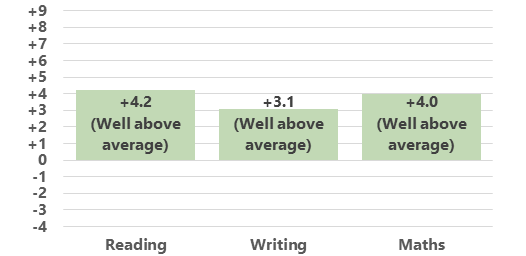 +9
+8
+7
+6
+5
+4
+3
+2
+1
0
-1
-2
-3
-4
+4.2
(Well above
average)
+3.1
(Well above
average)
+4.0
(Well above
average)
Reading
Writing
Maths